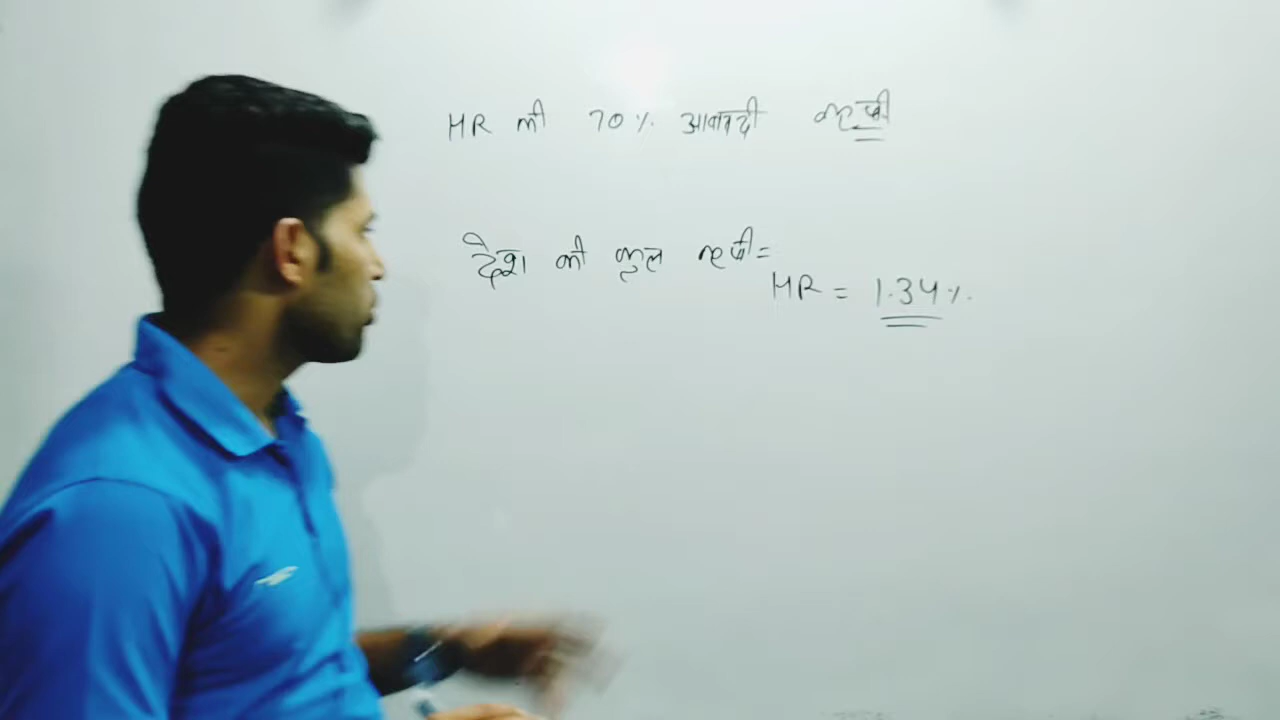 HR की 70% आबादी कृषी
देश की कुल कृषी =
HR = 1.34%